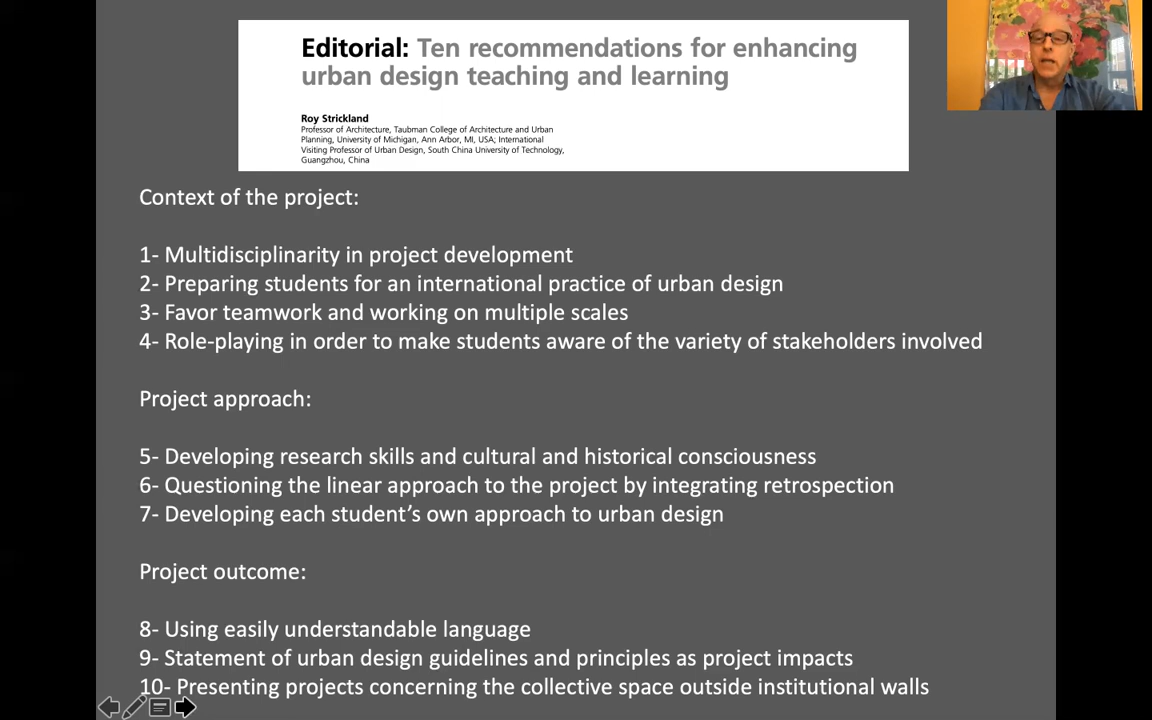 Editorial: Ten recommendations for enhancing
urban design teaching and learning
Roy Strickland
Professor of Architecture, Taubman College of Architecture and Urban
Planning, University of Michigan, Ann Arbor, MI, USA; International
Visiting Professor of Urban Design, South China University of Technology,
Guangzhou, China
Context of the project:
1- Multidisciplinarity in project development
2- Preparing students for an international practice of urban design
3- Favor teamwork and working on multiple scales
4- Role-playing in order to make students aware of the variety of stakeholders involved
Project approach:
5- Developing research skills and cultural and historical consciousness
6- Questioning the linear approach to the project by integrating retrospection
7- Developing each student’s own approach to urban design
Project outcome:
8- Using easily understandable language
9- Statement of urban design guidelines and principles as project impacts
10- Presenting projects concerning the collective space outside institutional walls